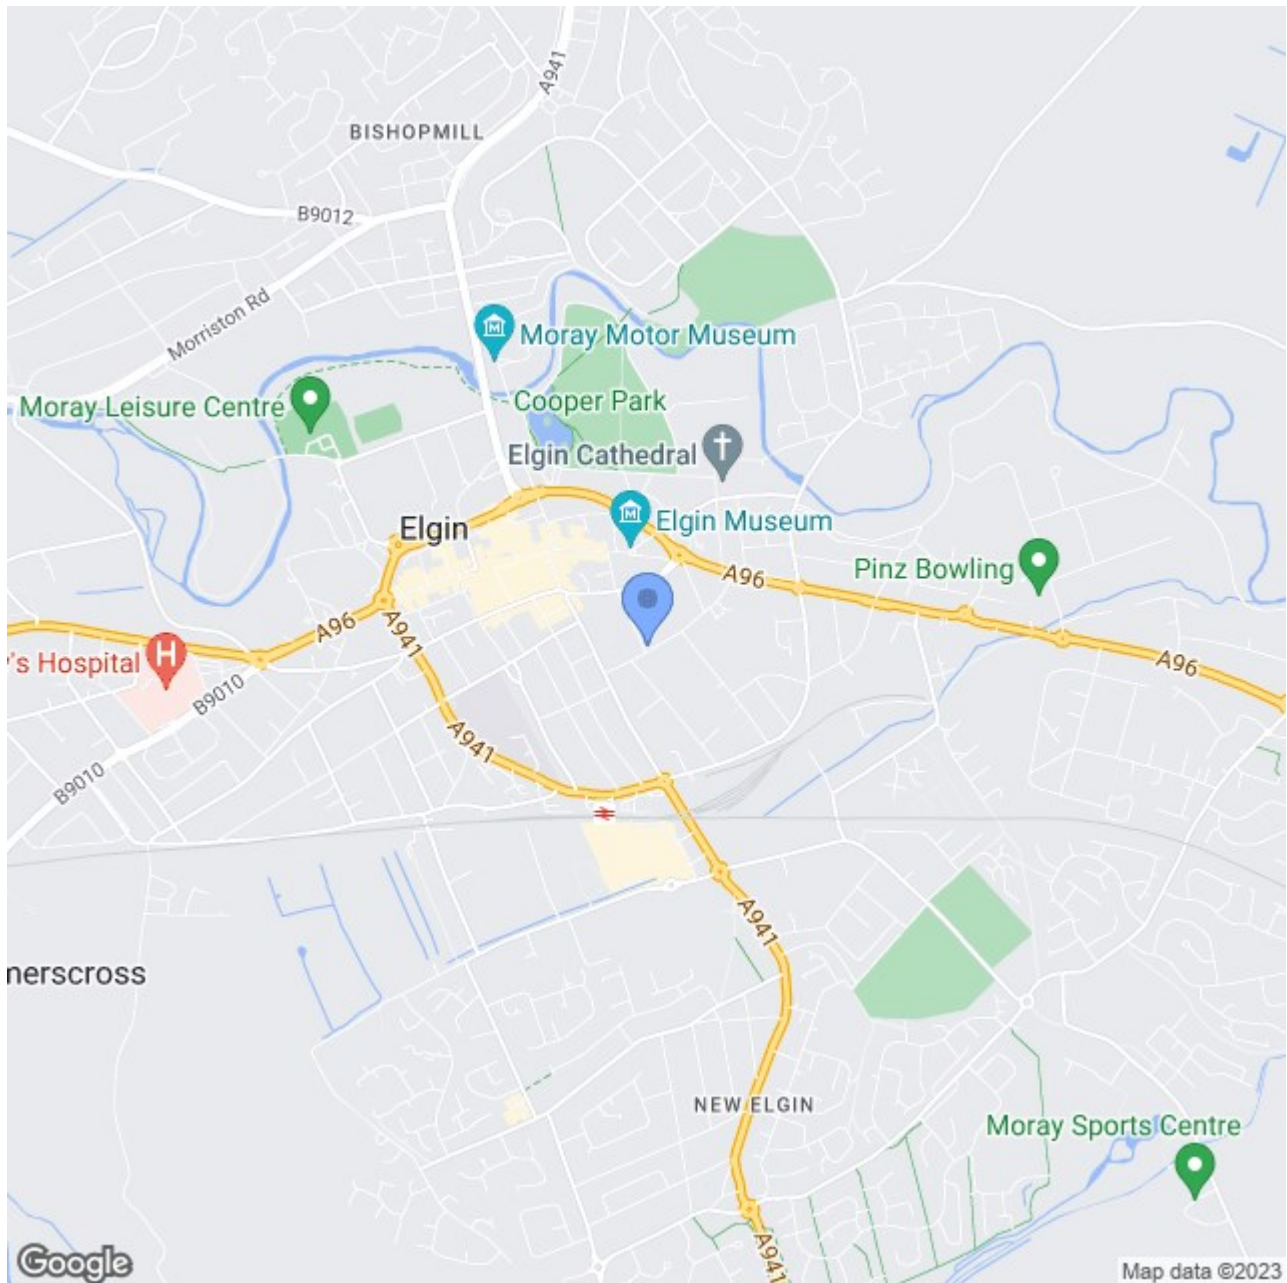 A941
BISHOPMILL
B9012
Morriston Rd
Moray Motor Museum
Moray Leisure Centre
Cooper Park
Elgin Cathedral
Elgin
Elgin Museum
Pinz Bowling
A96
A96
A941
A96
y's Hospital
B9010
A941
B9010
A941
merscross
NEW ELGIN
Moray Sports Centre
A941
Google
Map data ©2023